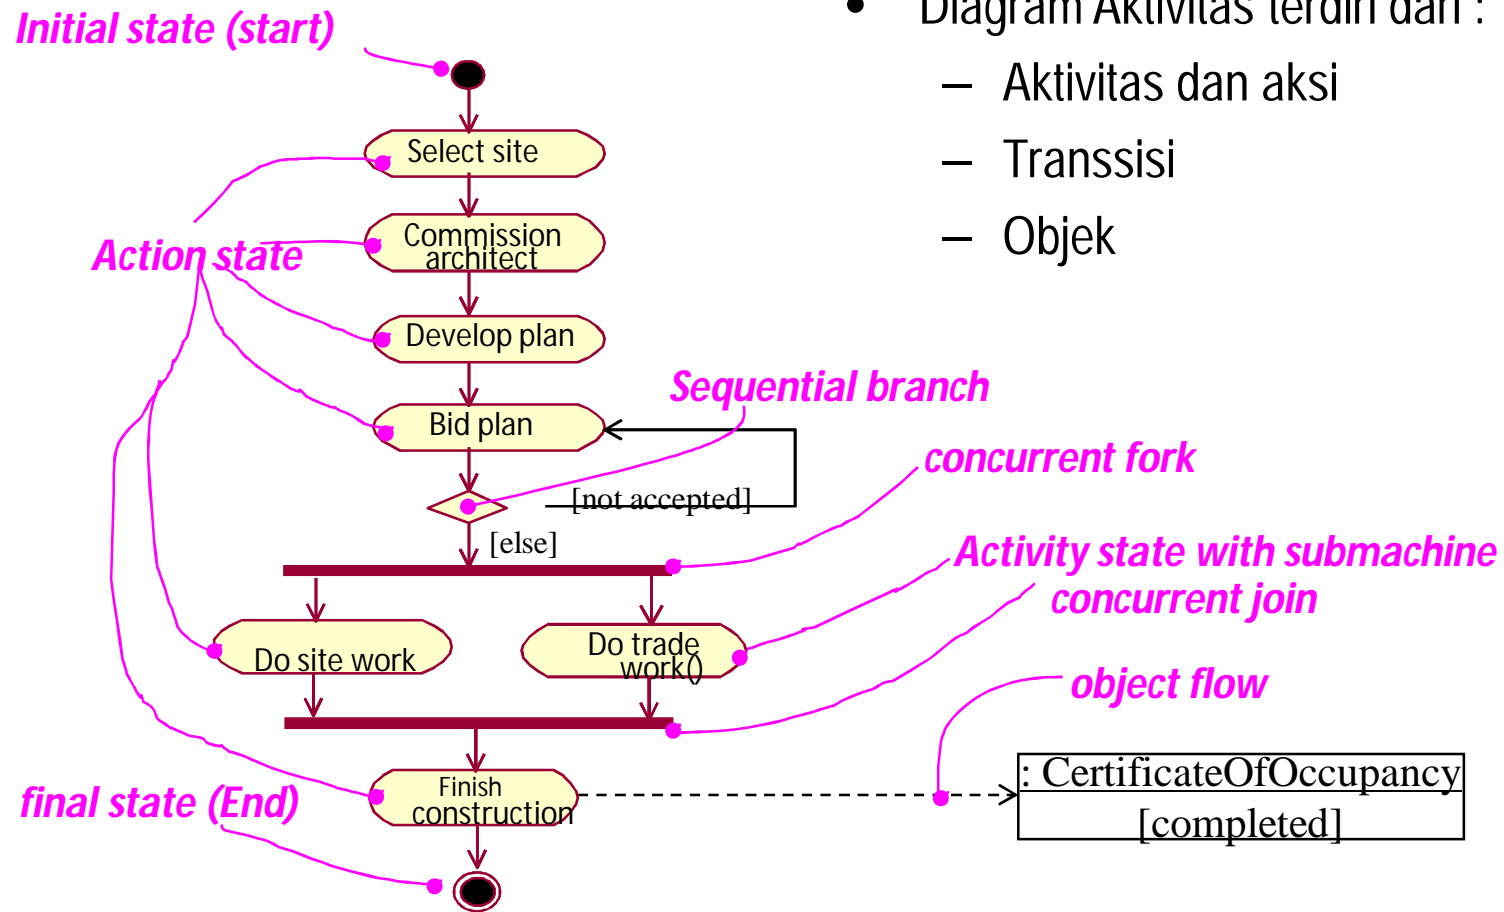 Initial state (start)
• Diagram Aktivitas terdiri dari :
– Aktivitas dan aksi
Select site
– Transsisi
Commission
architect
Action state
– Objek
Develop plan
Sequential branch
Bid plan
concurrent fork
[not accepted]
[else]
Activity state with submachine
concurrent join
Do site work
Do trade
work()
object flow
Finish
construction
: CertificateOfOccupancy
[completed]
final state (End)